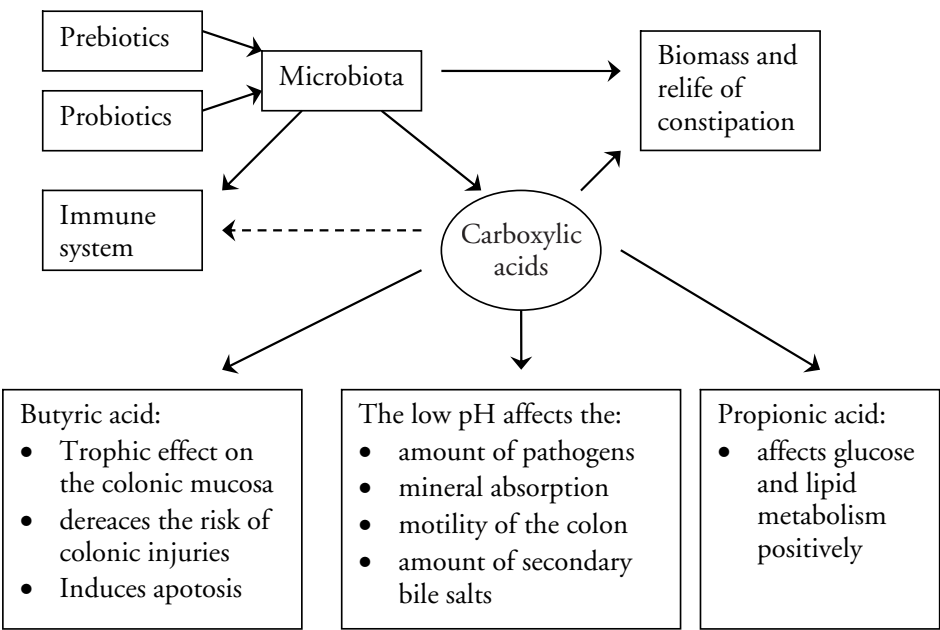 Prebiotics
Probiotics
Microbiota
Biomass and
relife of
constipation
Immune
system
Carboxylic
acids
Butyric acid:
• Trophic effect on
the colonic mucosa
• dereaces the risk of
colonic injuries
• Induces apotosis
The low pH affects the:
• amount of pathogens
• mineral absorption
• motility of the colon
• amount of secondary
bile salts
Propionic acid:
• affects glucose
and lipid
metabolism
positively